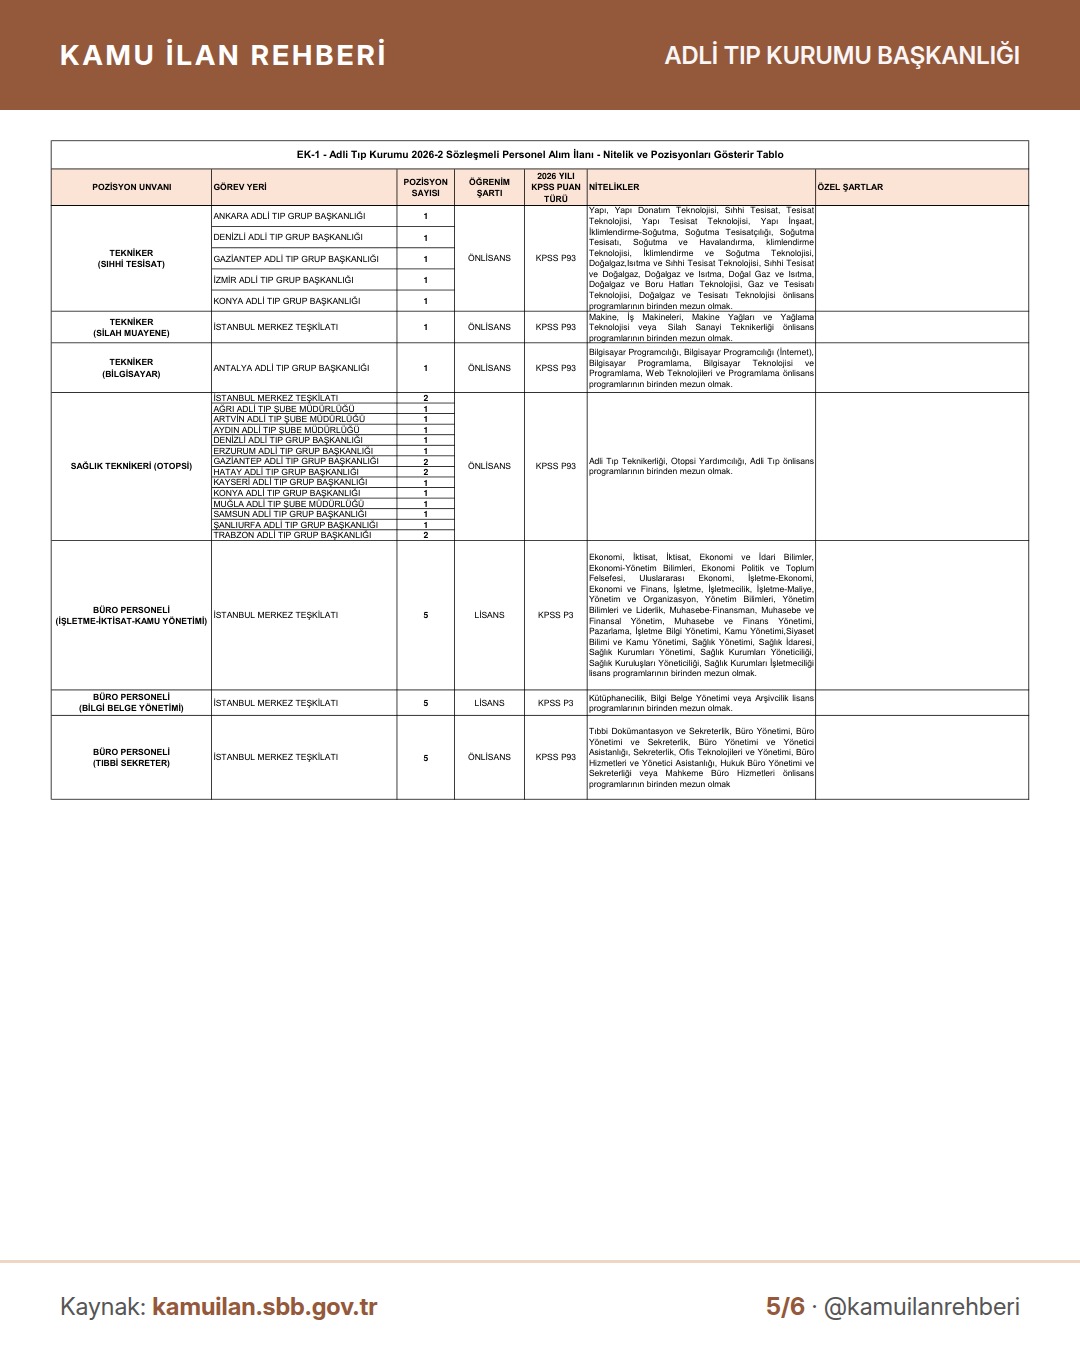 KAMU İLAN REHBERİ
ADLİ TIP KURUMU BAŞKANLIĞI
EK-1 - Adli Tıp Kurumu 2026-2 Sözleşmeli Personel Alım İlanı - Nitelik ve Pozisyonları Gösterir Tablo
POZİSYON UNVANI
GÖREV YERİ
POZİSYON
SAYISI
ÖĞRENİM
ŞARTI
2026 YILI
KPSS PUAN
TÜRÜ
NİTELİKLER
ÖZEL ŞARTLAR
TEKNİKER
(SIHHİ TESİSAT)
ANKARA ADLİ TIP GRUP BAŞKANLIĞI 1
DENİZLİ ADLİ TIP GRUP BAŞKANLIĞI 1
GAZİANTEP ADLİ TIP GRUP BAŞKANLIĞI 1
İZMİR ADLİ TIP GRUP BAŞKANLIĞI 1
KONYA ADLİ TIP GRUP BAŞKANLIĞI 1
ÖNLİSANS
KPSS P93
Yapı, Yapı Donatım Teknolojisi, Sıhhi Tesisat, Tesisat
Teknolojisi, Yapı Tesisat Teknolojisi, Yapı İnşaat,
İklimlendirme-Soğutma, Soğutma Tesisatçılığı, Soğutma
Tesisatı, Soğutma ve Havalandırma, klimlendirme
Teknolojisi, İklimlendirme ve Soğutma Teknolojisi,
Doğalgaz,Isıtma ve Sıhhi Tesisat Teknolojisi, Sıhhi Tesisat
ve Doğalgaz, Doğalgaz ve Isıtma, Doğal Gaz ve Isıtma,
Doğalgaz ve Boru Hatları Teknolojisi, Gaz ve Tesisatı
Teknolojisi, Doğalgaz ve Tesisatı Teknolojisi önlisans
programlarının birinden mezun olmak.
TEKNİKER
(SİLAH MUAYENE)
İSTANBUL MERKEZ TEŞKİLATI 1
ÖNLİSANS
KPSS P93
Makine, İş Makineleri, Makine Yağları ve Yağlama
Teknolojisi veya Silah Sanayi Teknikerliği önlisans
programlarının birinden mezun olmak.
TEKNİKER
(BİLGİSAYAR)
ANTALYA ADLİ TIP GRUP BAŞKANLIĞI 1
ÖNLİSANS
KPSS P93
Bilgisayar Programcılığı, Bilgisayar Programcılığı (İnternet),
Bilgisayar Programlama, Bilgisayar Teknolojisi ve
Programlama, Web Teknolojileri ve Programlama önlisans
programlarının birinden mezun olmak.
SAĞLIK TEKNİKERİ (OTOPSİ)
İSTANBUL MERKEZ TEŞKİLATI 2
AĞRI ADLİ TIP ŞUBE MÜDÜRLÜĞÜ 1
ARTVİN ADLİ TIP ŞUBE MÜDÜRLÜĞÜ 1
AYDIN ADLİ TIP ŞUBE MÜDÜRLÜĞÜ 1
DENİZLİ ADLİ TIP GRUP BAŞKANLIĞI 1
ERZURUM ADLİ TIP GRUP BAŞKANLIĞI 1
GAZİANTEP ADLİ TIP GRUP BAŞKANLIĞI 2
HATAY ADLİ TIP GRUP BAŞKANLIĞI 2
KAYSERİ ADLİ TIP GRUP BAŞKANLIĞI 1
KONYA ADLİ TIP GRUP BAŞKANLIĞI 1
MUĞLA ADLİ TIP ŞUBE MÜDÜRLÜĞÜ 1
SAMSUN ADLİ TIP GRUP BAŞKANLIĞI 1
ŞANLIURFA ADLİ TIP GRUP BAŞKANLIĞI 1
TRABZON ADLİ TIP GRUP BAŞKANLIĞI 2
ÖNLİSANS
KPSS P93
Adli Tıp Teknikerliği, Otopsi Yardımcılığı, Adli Tıp önlisans
programlarının birinden mezun olmak.
BÜRO PERSONELİ
(İŞLETME-İKTİSAT-KAMU YÖNETİMİ)
İSTANBUL MERKEZ TEŞKİLATI 5
LİSANS
KPSS P3
Ekonomi, İktisat, İktisat, Ekonomi ve İdari Bilimler,
Ekonomi-Yönetim Bilimleri, Ekonomi Politik ve Toplum
Felsefesi, Uluslararası Ekonomi, İşletme-Ekonomi,
Ekonomi ve Finans, İşletme, İşletmecilik, İşletme-Maliye,
Yönetim ve Organizasyon, Yönetim Bilimleri, Yönetim
Bilimleri ve Liderlik, Muhasebe-Finansman, Muhasebe ve
Finansal Yönetim, Muhasebe ve Finans Yönetimi,
Pazarlama, İşletme Bilgi Yönetimi, Kamu Yönetimi,Siyaset
Bilimi ve Kamu Yönetimi, Sağlık Yönetimi, Sağlık İdaresi,
Sağlık Kurumları Yönetimi, Sağlık Kurumları Yöneticiliği,
Sağlık Kuruluşları Yöneticiliği, Sağlık Kurumları İşletmeciliği
lisans programlarının birinden mezun olmak.
BÜRO PERSONELİ
(BİLGİ BELGE YÖNETİMİ)
İSTANBUL MERKEZ TEŞKİLATI 5
LİSANS
KPSS P3
Kütüphanecilik, Bilgi Belge Yönetimi veya Arşivcilik lisans
programlarının birinden mezun olmak.
BÜRO PERSONELİ
(TIBBİ SEKRETER)
İSTANBUL MERKEZ TEŞKİLATI 5
ÖNLİSANS
KPSS P93
Tıbbi Dokümantasyon ve Sekreterlik, Büro Yönetimi, Büro
Yönetimi ve Sekreterlik, Büro Yönetimi ve Yönetici
Asistanlığı, Sekreterlik, Ofis Teknolojileri ve Yönetimi, Büro
Hizmetleri ve Yönetici Asistanlığı, Hukuk Büro Yönetimi ve
Sekreterliği veya Mahkeme Büro Hizmetleri önlisans
programlarının birinden mezun olmak
Kaynak: kamuilan.sbb.gov.tr
5/6 · @kamuilanrehberi